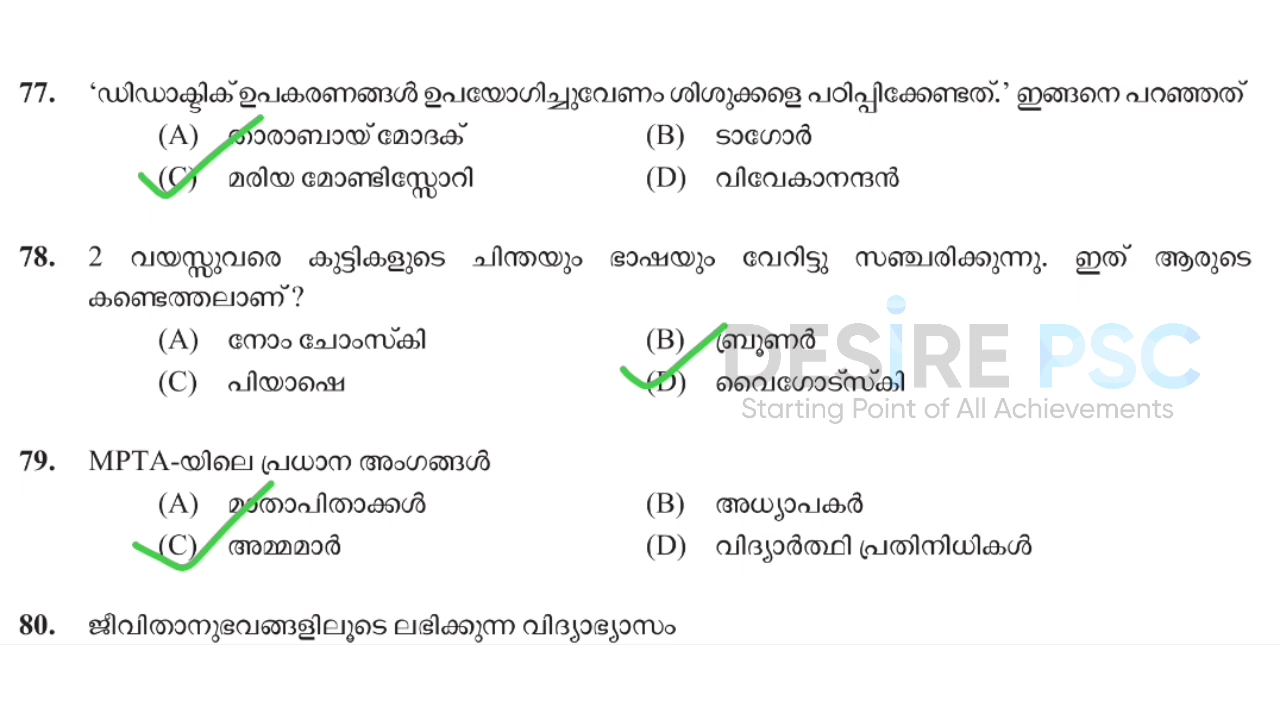 77. ‘ഡിഡാക്ടിക് ഉപകരണങ്ങൾ ഉപയോഗിച്ചുവേണം ശിശുക്കളെ പഠിപ്പിക്കേണ്ടത്.’ ഇങ്ങനെ പറഞ്ഞത്
(A) താരാബായ് മോദക് (B) ടാഗോർ
(C) മരിയ മോണ്ടിസ്സോറി (D) വിവേകാനന്ദൻ
78. 2 വയസ്സുവരെ കുട്ടികളുടെ ചിന്തയും ഭാഷയും വേറിട്ടു സഞ്ചരിക്കുന്നു. ഇത് ആരുടെ
കണ്ടെത്തലാണ് ?
(A) നോം ചോംസ്കി (B) ബ്രൂണർ
(C) പിയാഷെ (D) വൈഗോട്സ്കി
DESIRE PSC
Starting Point of All Achievements
79. MPTA-യിലെ പ്രധാന അംഗങ്ങൾ
(A) മാതാപിതാക്കൾ (B) അധ്യാപകർ
(C) അമ്മമാർ (D) വിദ്യാർത്ഥി പ്രതിനിധികൾ
80. ജീവിതാനുഭവങ്ങളിലൂടെ ലഭിക്കുന്ന വിദ്യാഭ്യാസം